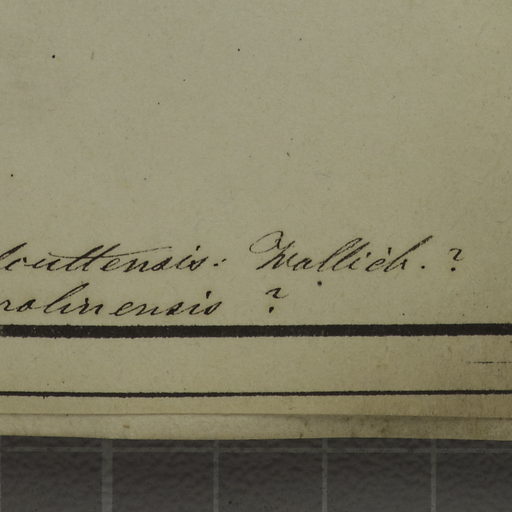 louttensis: Wallich. ?
rolinensis ?